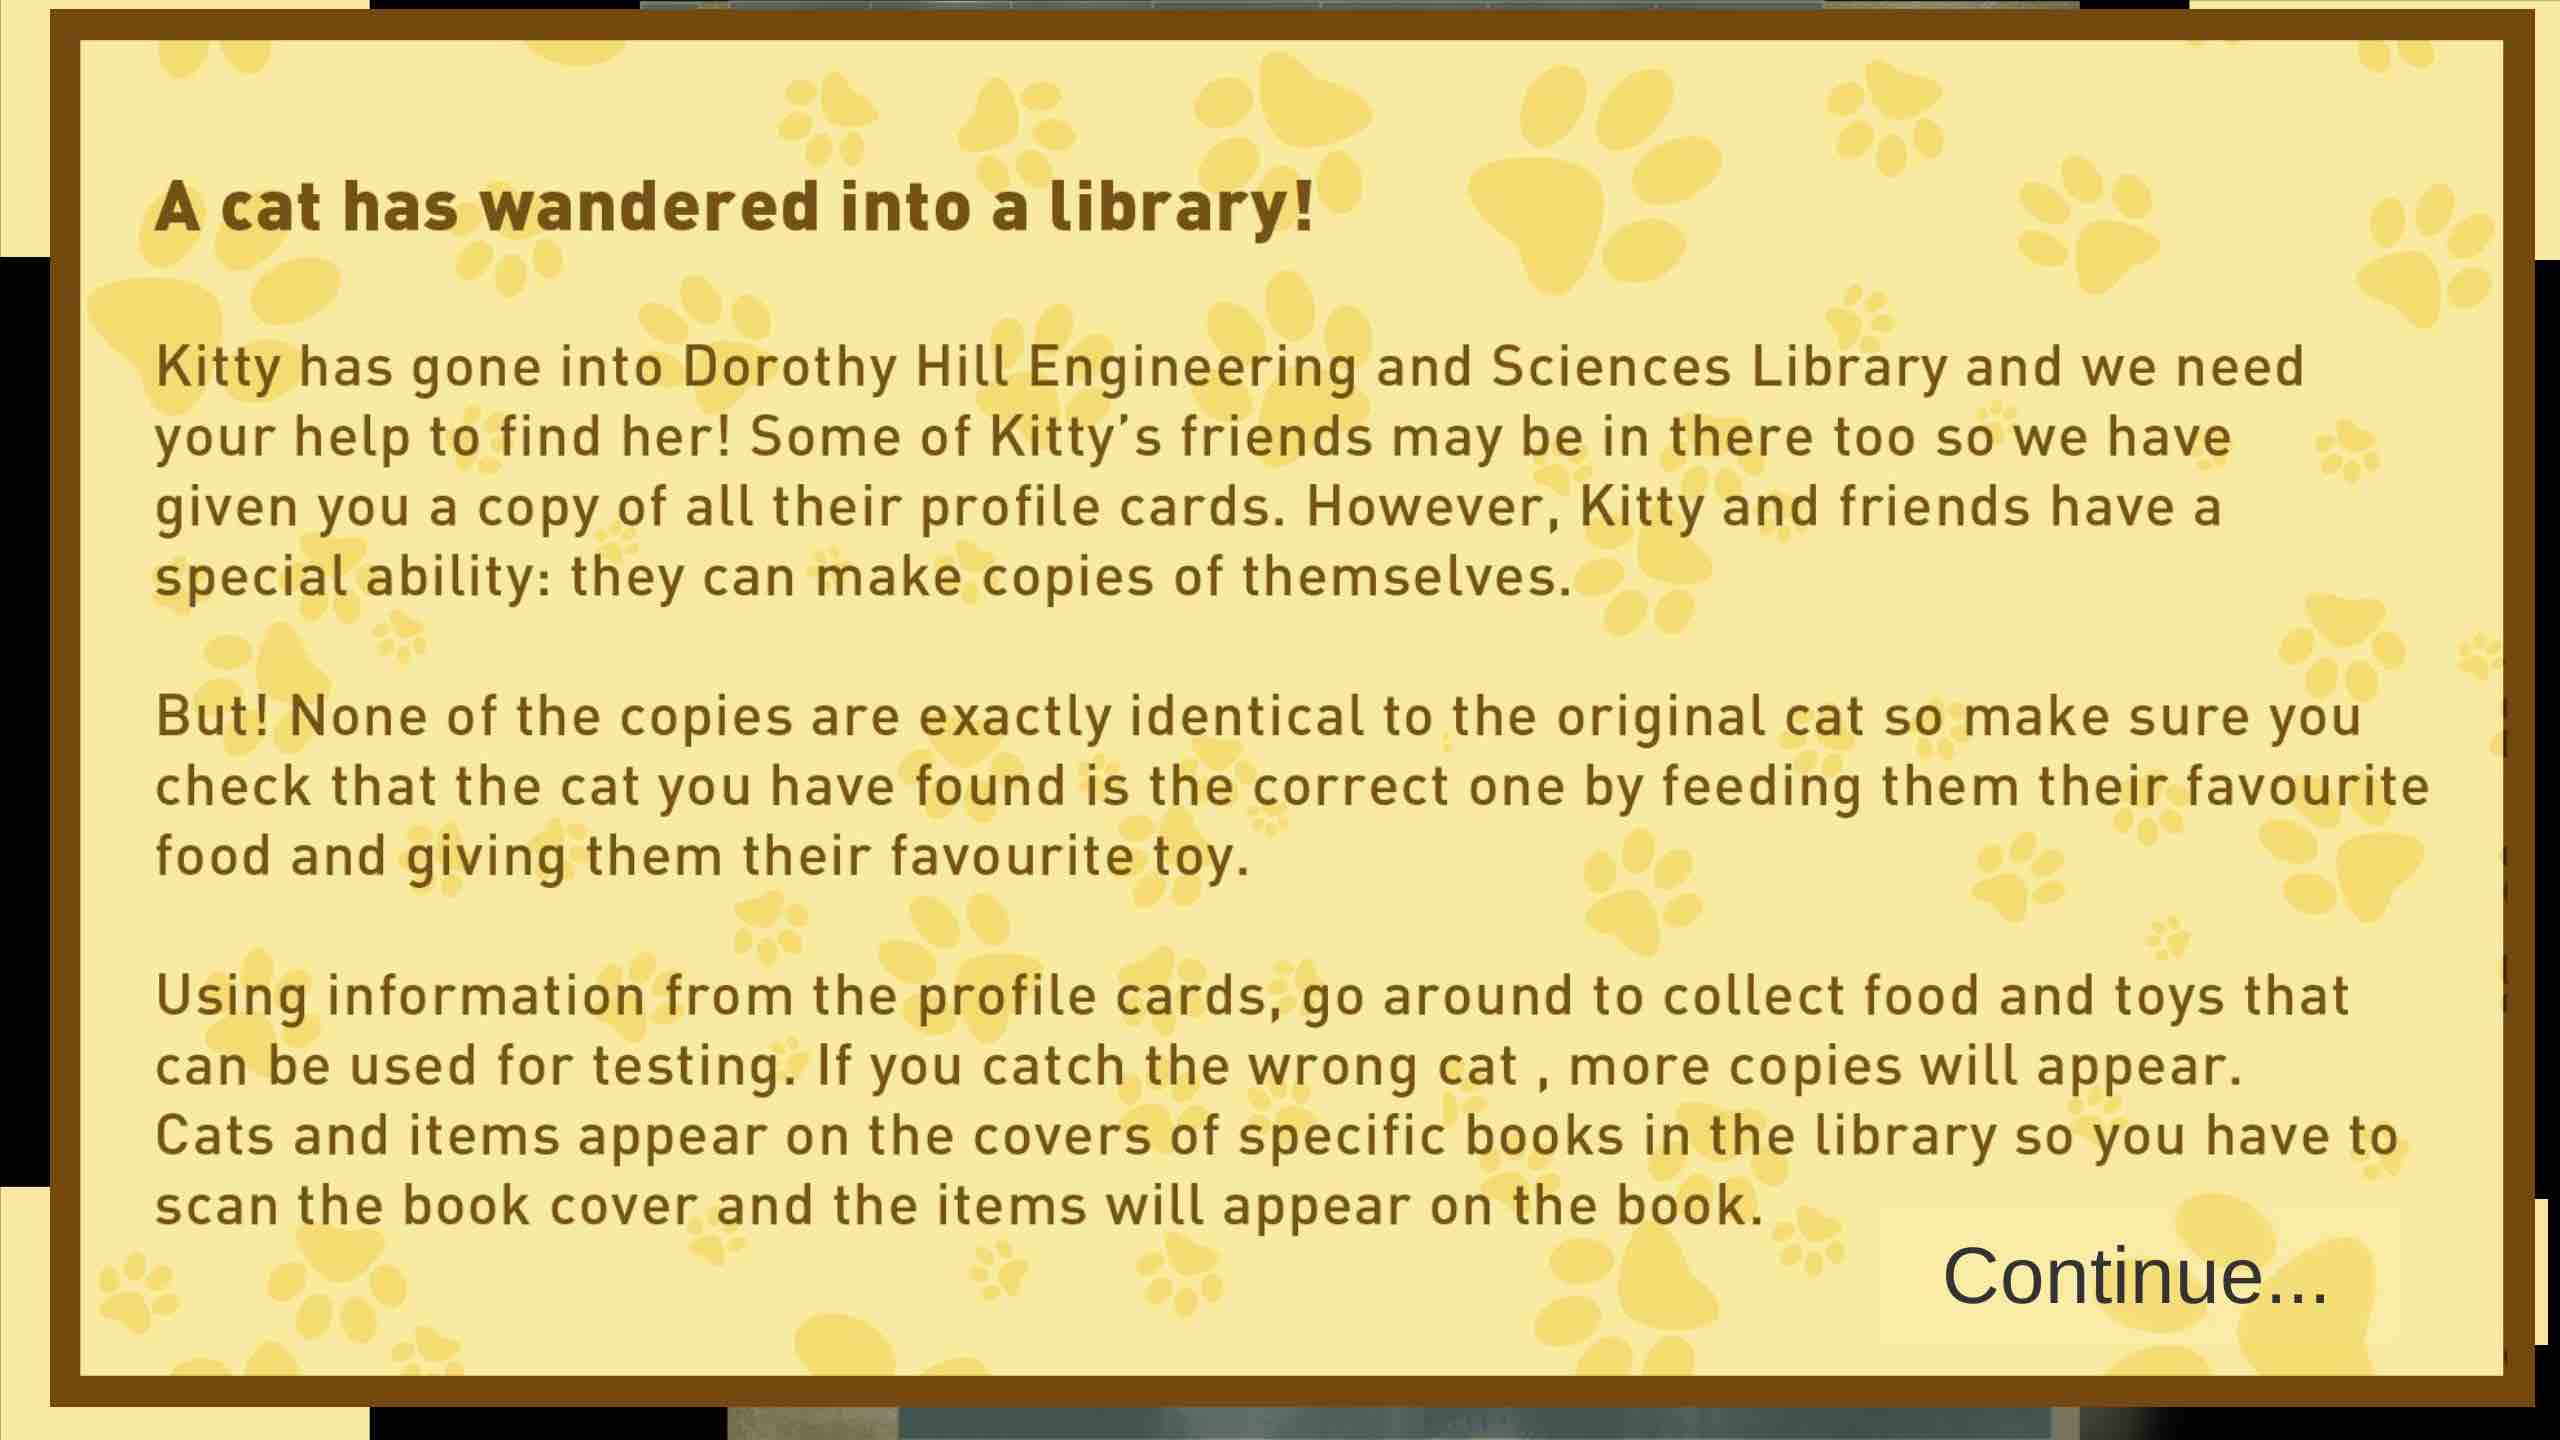 A cat has wandered into a library!
Kitty has gone into Dorothy Hill Engineering and Sciences Library and we need
your help to find her! Some of Kitty’s friends may be in there too so we have
given you a copy of all their profile cards. However, Kitty and friends have a
special ability: they can make copies of themselves.
But! None of the copies are exactly identical to the original cat so make sure you
check that the cat you have found is the correct one by feeding them their favourite
food and giving them their favourite toy.
Using information from the profile cards, go around to collect food and toys that
can be used for testing. If you catch the wrong cat , more copies will appear.
Cats and items appear on the covers of specific books in the library so you have to
scan the book cover and the items will appear on the book.
Continue...